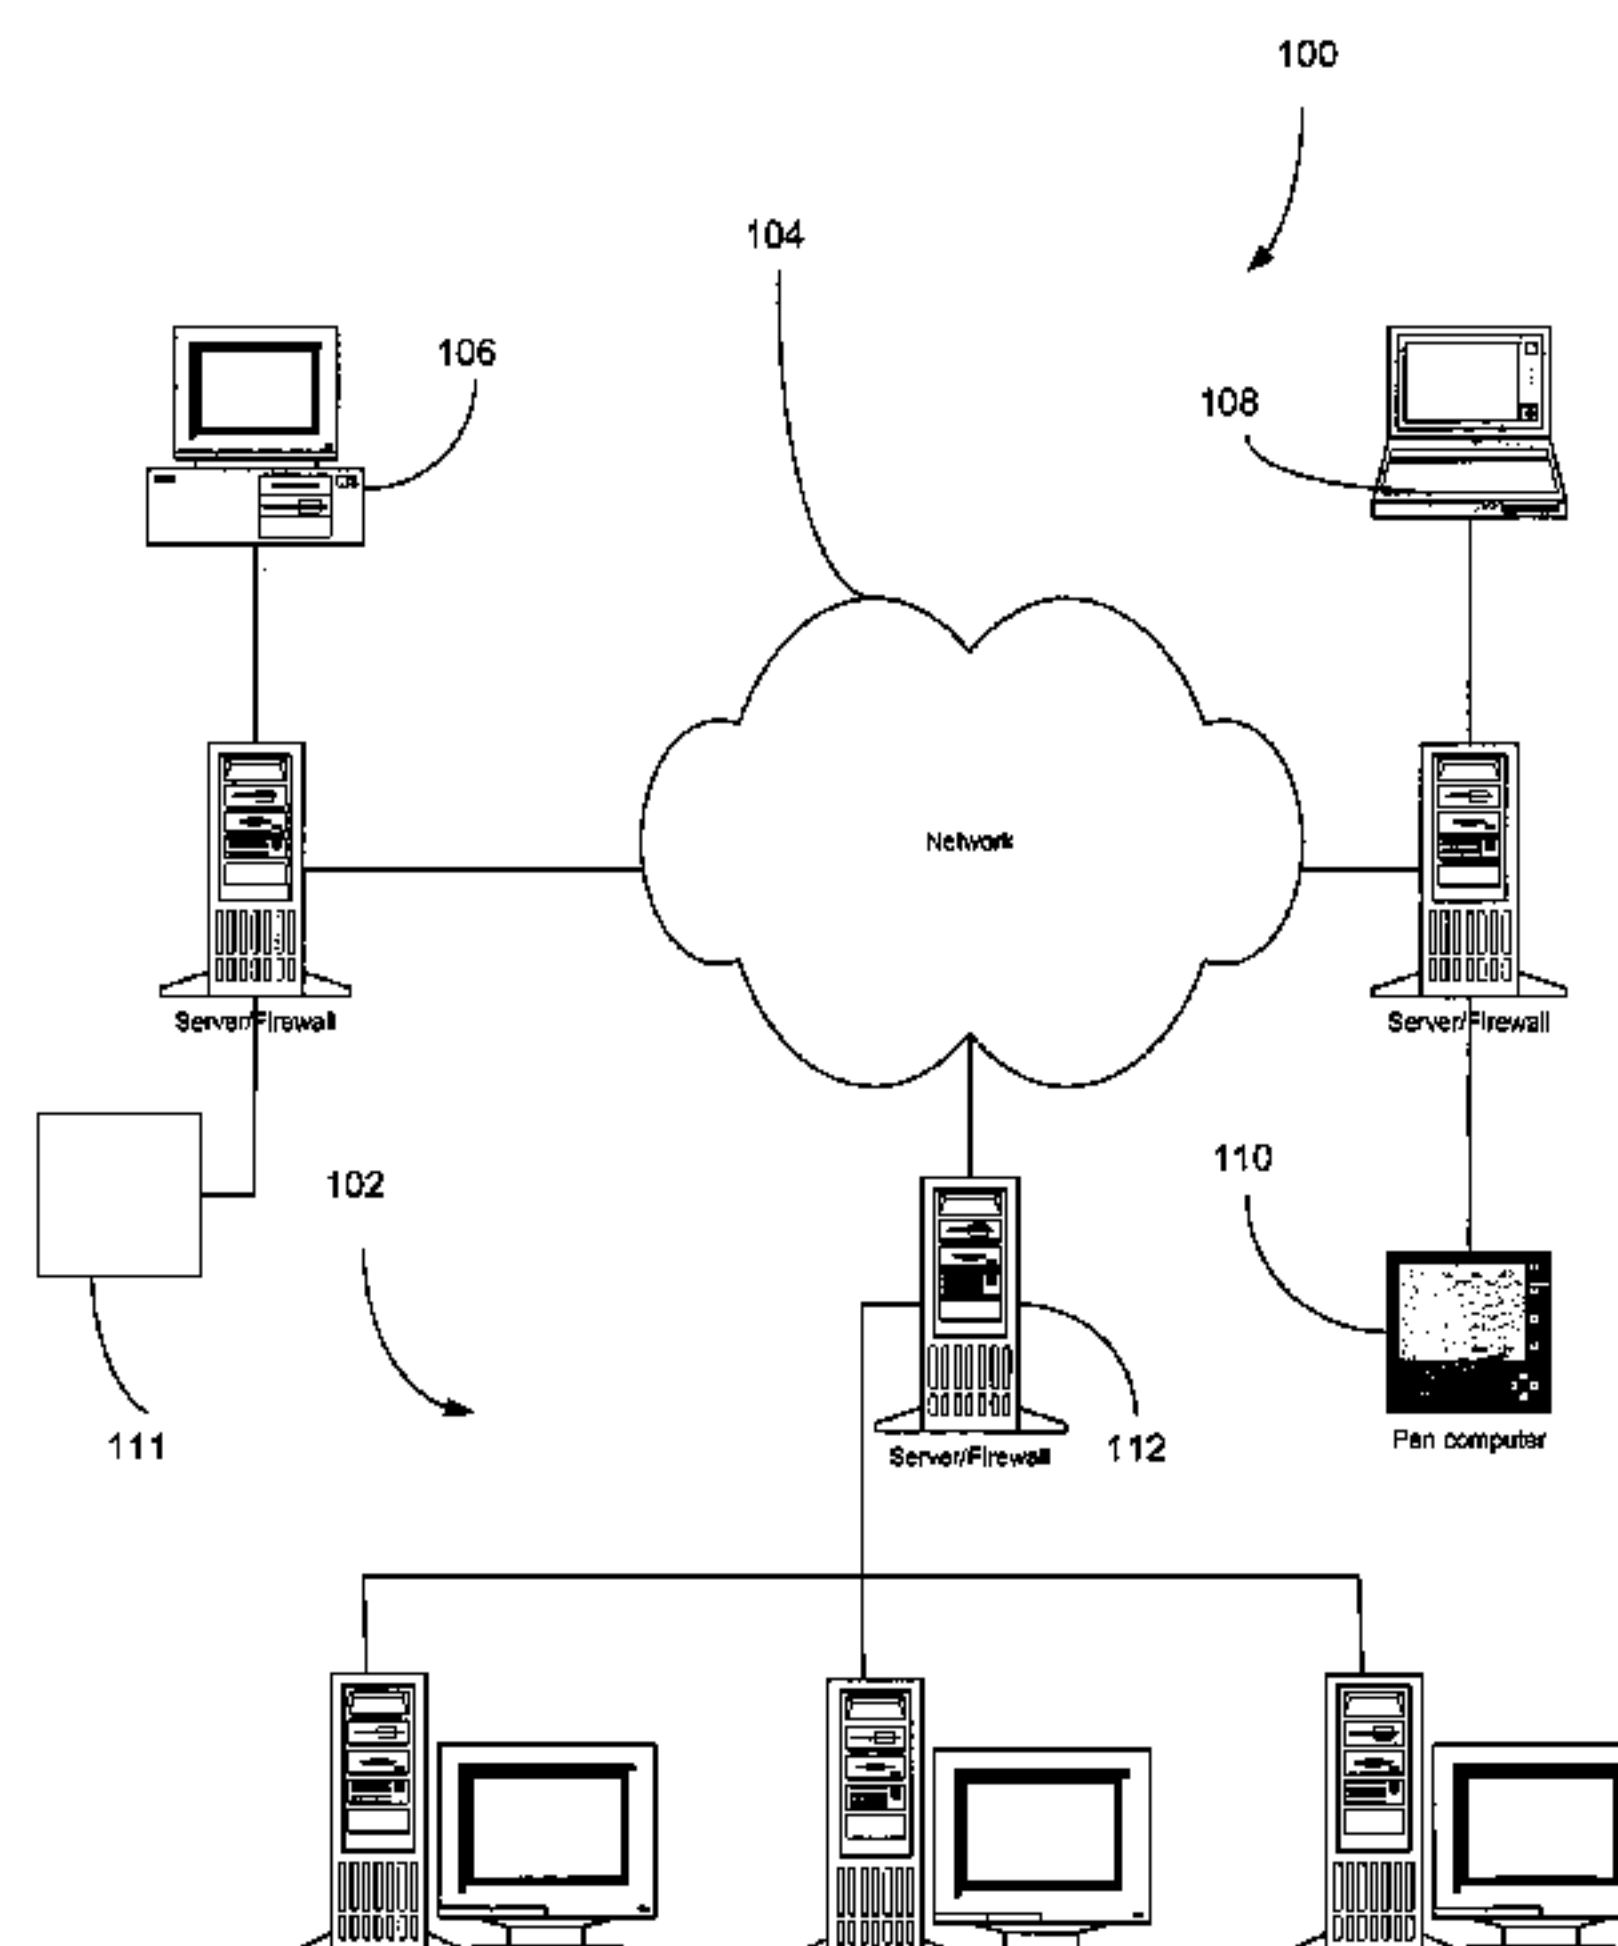 100
104
106
108
Network
Server/Firewall
Server/Firewall
110
102
111
Server/Firewall
112
Pen computer